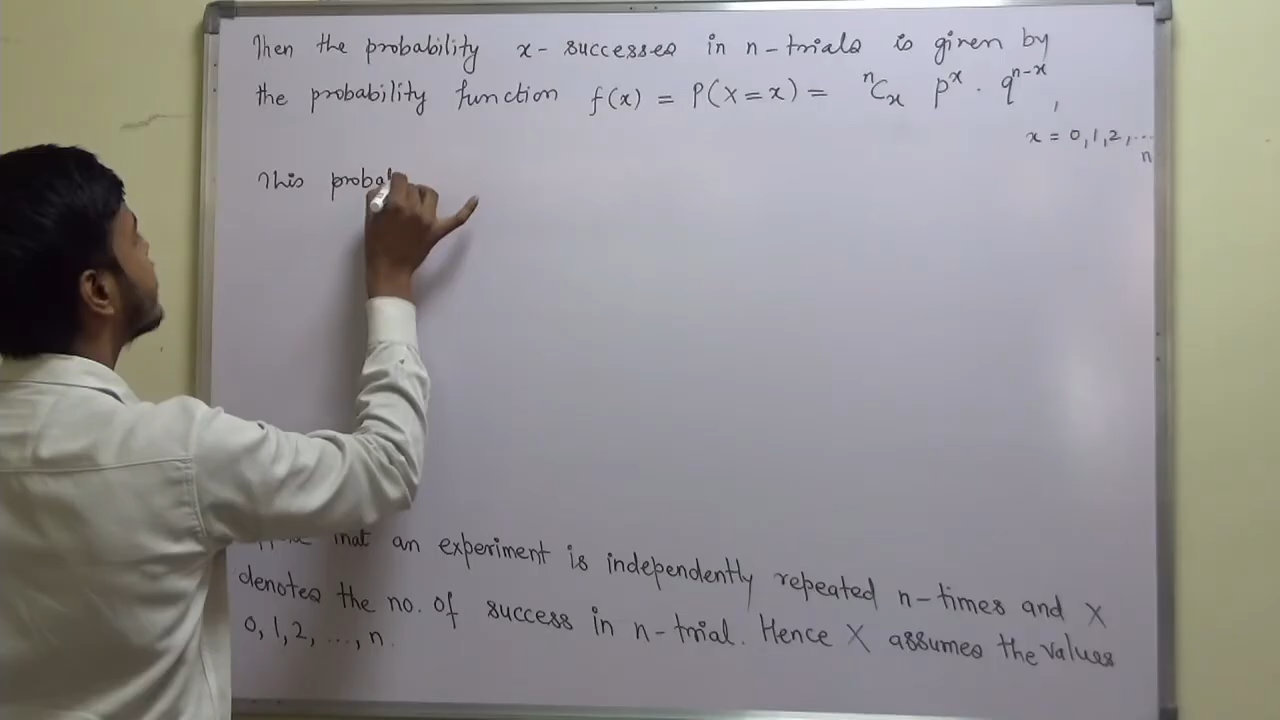 Then the probability x - successes in n - trials is given by
the probability function f(x) = P(X = x) = ⁿCₓ pˣ . qⁿ⁻ˣ ,
x = 0, 1, 2, ...
n
This proba
that an experiment is independently repeated n - times and X
denotes the no. of success in n - trial. Hence X assumes the values
0, 1, 2, ..., n.